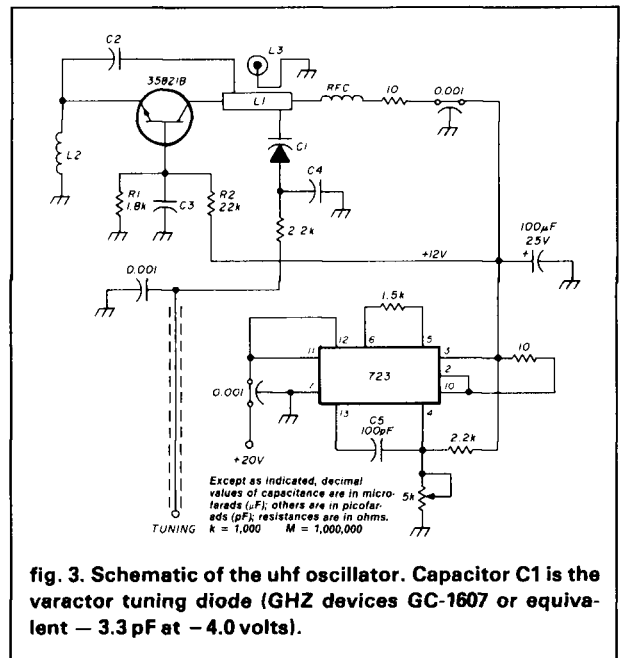 C2
L3
35821B
L1
RFC
10
0.001
C1
L2
R1
1.8k
C3
R2
22k
C4
2.2k
+12V
100µF
25V
+
0.001
1.5k
12
6
5
11
3
10
2
723
10
0.001
7
13
4
C5
100pF
2.2k
+20V
5k
Except as indicated, decimal
values of capacitance are in micro-
farads (µF); others are in picofar-
ads (pF); resistances are in ohms.
k = 1,000 M = 1,000,000
TUNING
fig. 3. Schematic of the uhf oscillator. Capacitor C1 is the
varactor tuning diode (GHZ devices GC-1607 or equiva-
lent — 3.3 pF at −4.0 volts).